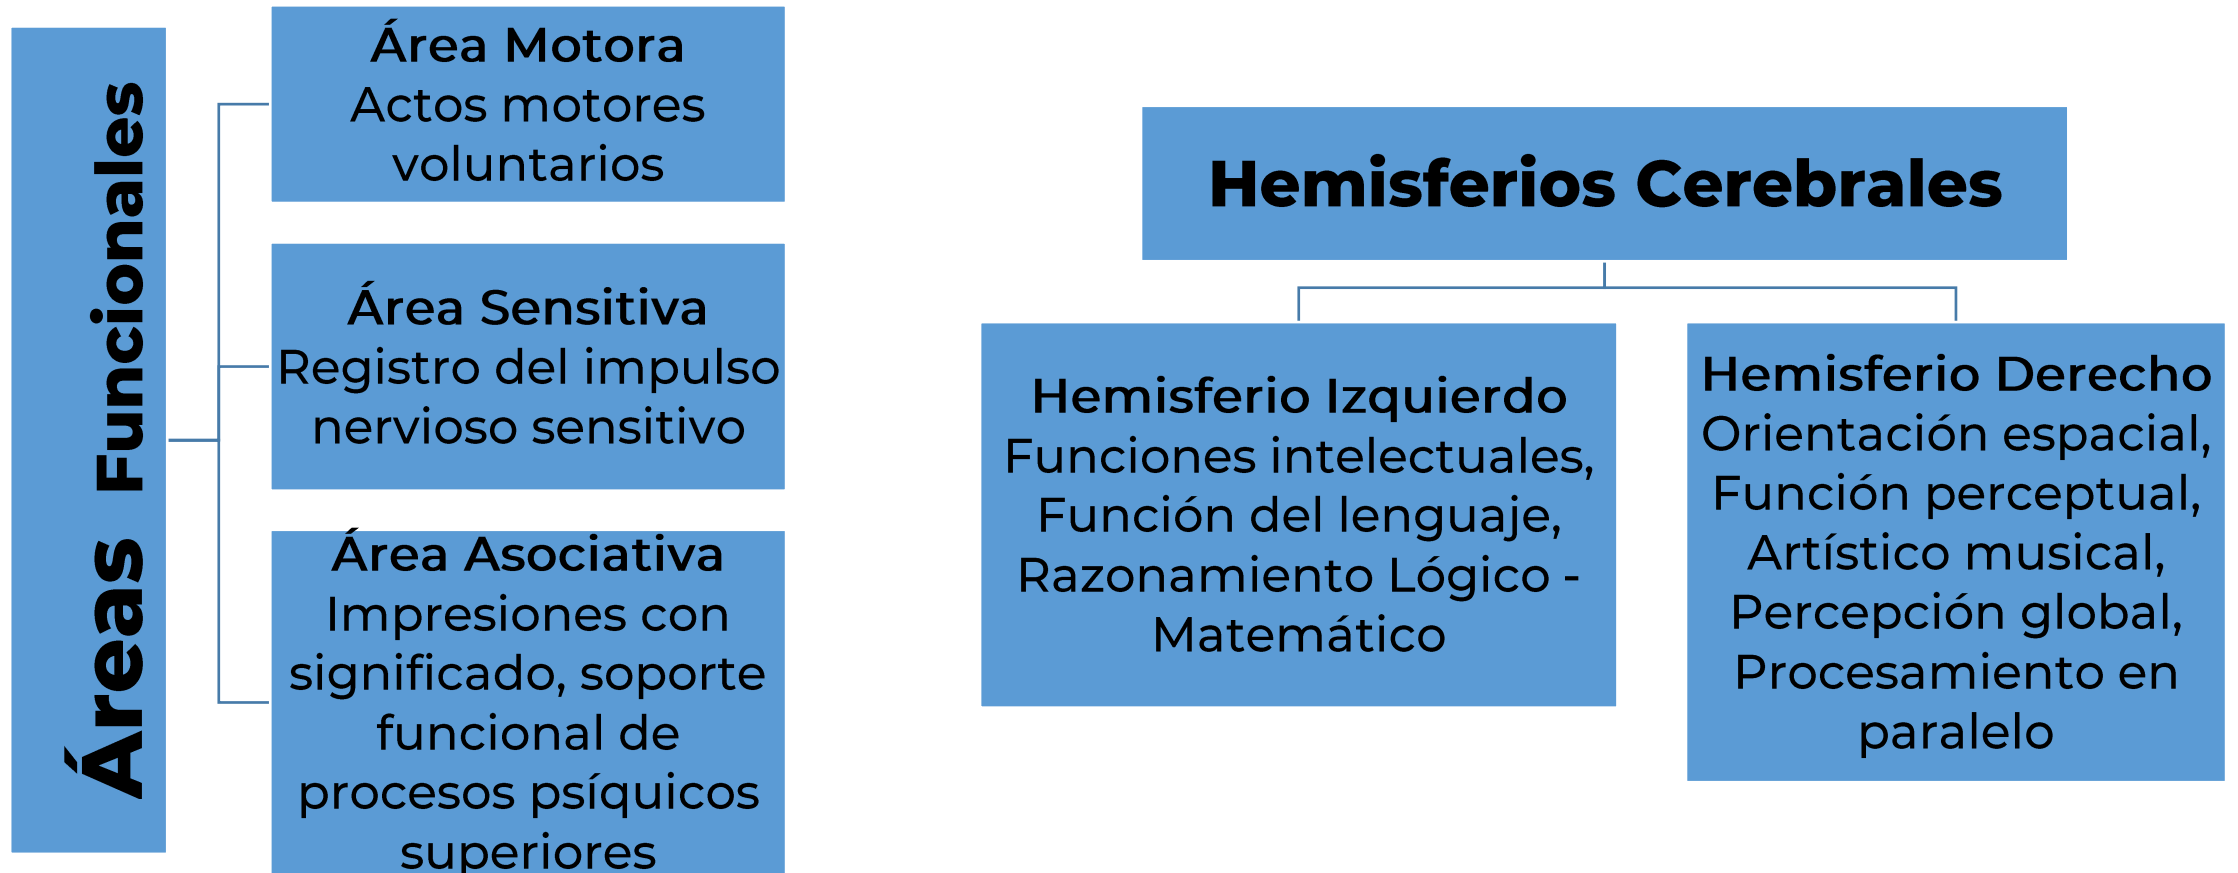 Áreas Funcionales
Área Motora
Actos motores
voluntarios
Área Sensitiva
Registro del impulso
nervioso sensitivo
Área Asociativa
Impresiones con
significado, soporte
funcional de
procesos psíquicos
superiores
Hemisferios Cerebrales
Hemisferio Izquierdo
Funciones intelectuales,
Función del lenguaje,
Razonamiento Lógico -
Matemático
Hemisferio Derecho
Orientación espacial,
Función perceptual,
Artístico musical,
Percepción global,
Procesamiento en
paralelo